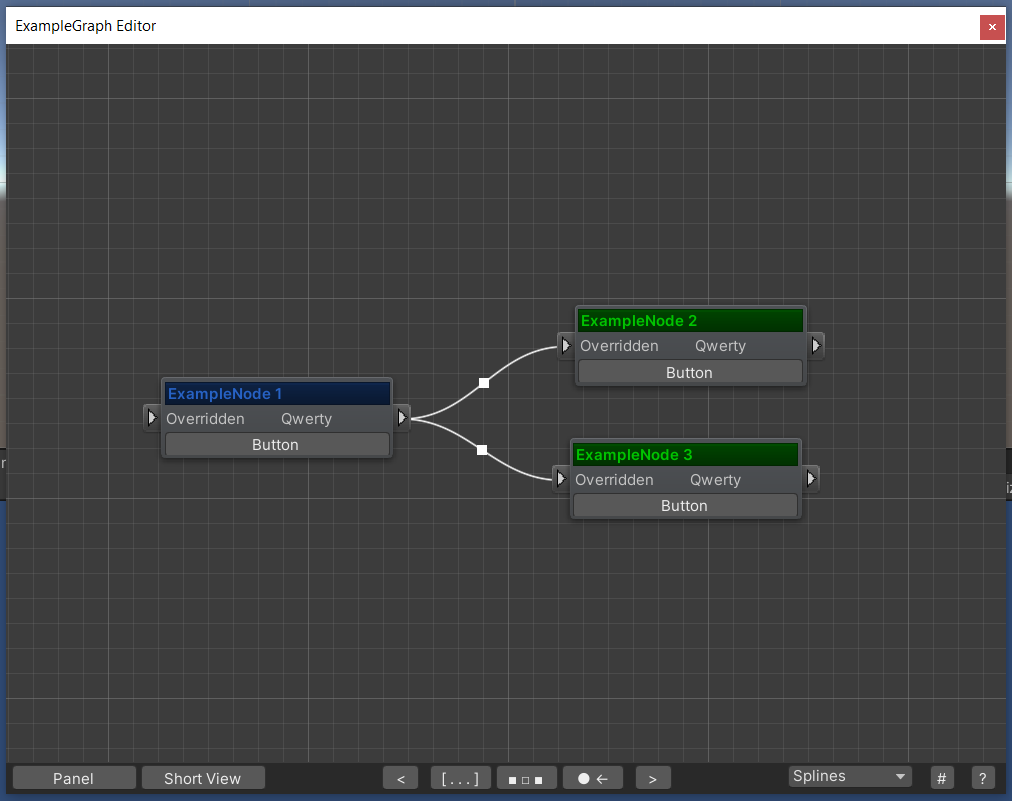 ExampleGraph Editor
ExampleNode 2
Overridden Qwerty
Button
ExampleNode 1
Overridden Qwerty
Button
ExampleNode 3
Overridden Qwerty
Button
Panel Short View < [...] > Splines # ?